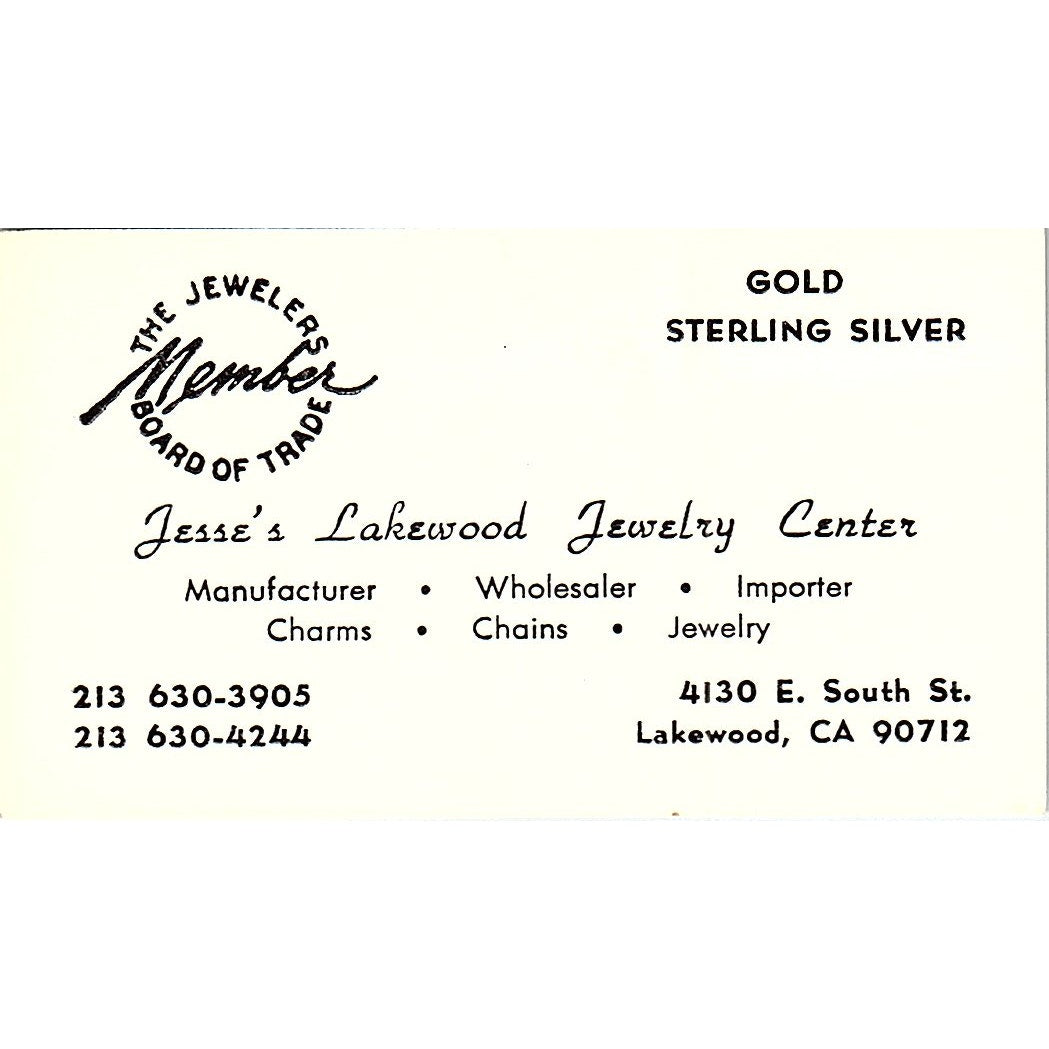 THE JEWELERS
Member
BOARD OF TRADE
GOLD
STERLING SILVER
Jesse's Lakewood Jewelry Center
Manufacturer • Wholesaler • Importer
Charms • Chains • Jewelry
213 630-3905
213 630-4244
4130 E. South St.
Lakewood, CA 90712